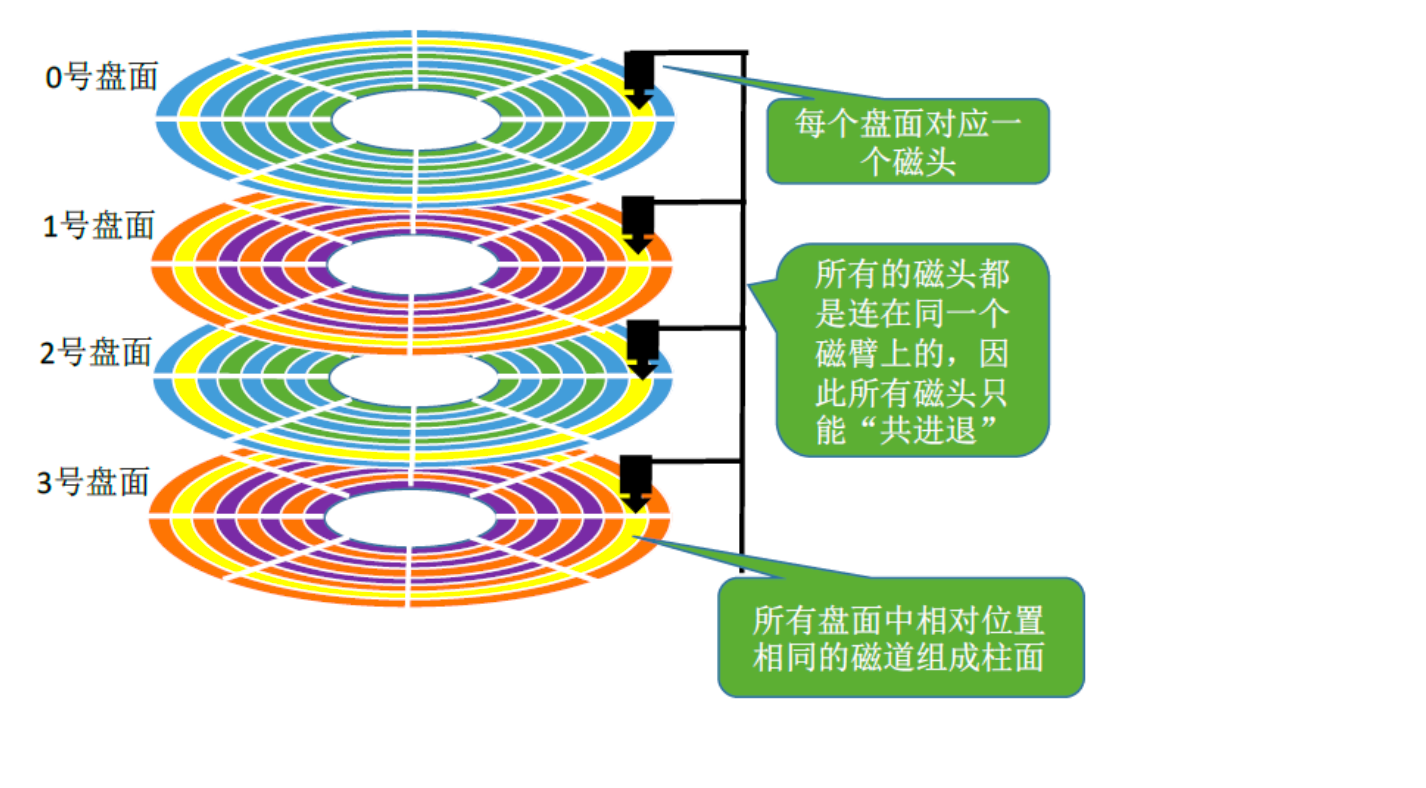 0号盘面
每个盘面对应一
个磁头
1号盘面
所有的磁头都
是连在同一个
磁臂上的，因
此所有磁头只
能“共进退”
2号盘面
3号盘面
所有盘面中相对位置
相同的磁道组成柱面